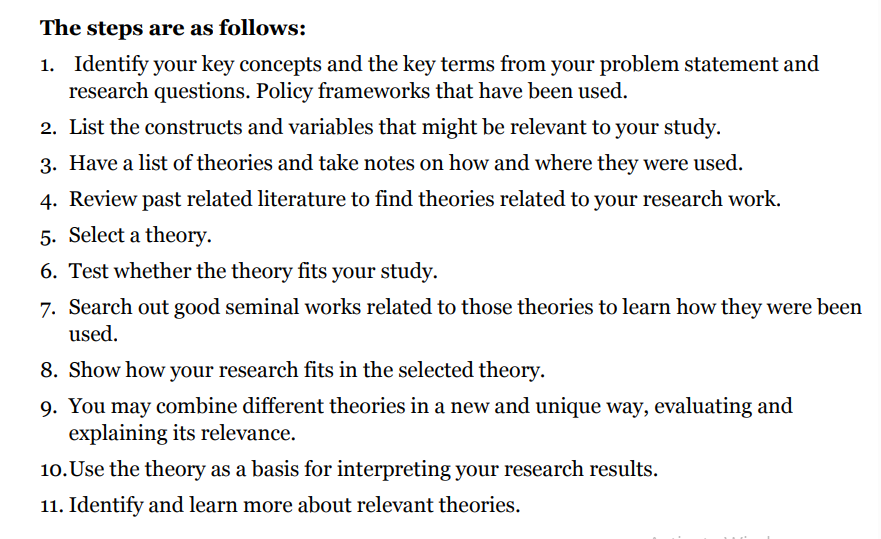 The steps are as follows:
1. Identify your key concepts and the key terms from your problem statement and
research questions. Policy frameworks that have been used.
2. List the constructs and variables that might be relevant to your study.
3. Have a list of theories and take notes on how and where they were used.
4. Review past related literature to find theories related to your research work.
5. Select a theory.
6. Test whether the theory fits your study.
7. Search out good seminal works related to those theories to learn how they were been
used.
8. Show how your research fits in the selected theory.
9. You may combine different theories in a new and unique way, evaluating and
explaining its relevance.
10.Use the theory as a basis for interpreting your research results.
11. Identify and learn more about relevant theories.